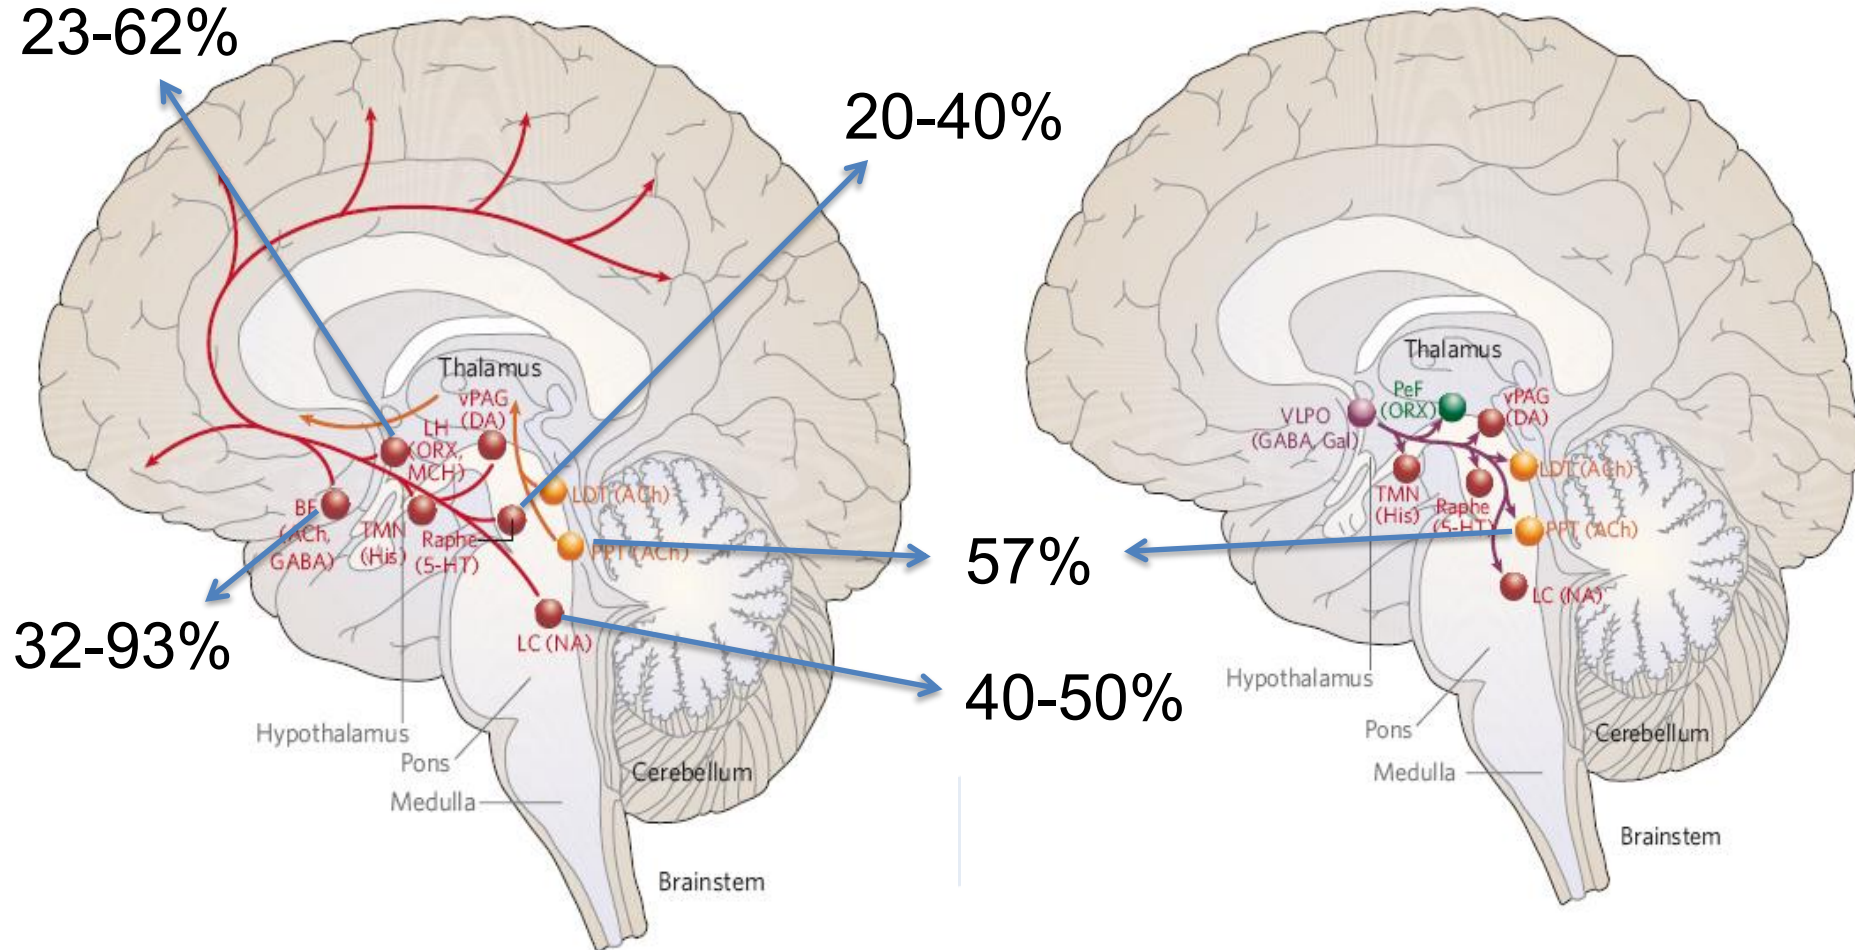 23-62%
20-40%
Thalamus
vPAG
(DA)
LH
(ORX,
MCH)
BF
(ACh,
GABA)
TMN
(His)
Raphe
(5-HT)
LDT (ACh)
PPT (ACh)
LC (NA)
32-93%
57%
40-50%
Hypothalamus
Pons
Medulla
Cerebellum
Brainstem
Thalamus
PeF
(ORX)
vPAG
(DA)
VLPO
(GABA, Gal)
LDT (ACh)
TMN
(His)
Raphe
(5-HT)
PPT (ACh)
LC (NA)
Hypothalamus
Pons
Medulla
Cerebellum
Brainstem